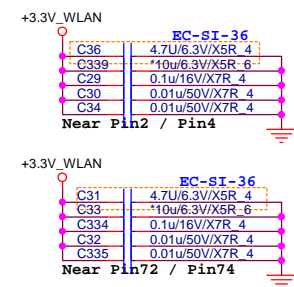 +3.3V_WLAN
EC-SI-36
C36 4.7U/6.3V/X5R_4
C339 *10u/6.3V/X5R_6
C29 0.1u/16V/X7R_4
C30 0.01u/50V/X7R_4
C34 0.01u/50V/X7R_4
Near Pin2 / Pin4
+3.3V_WLAN
EC-SI-36
C31 4.7U/6.3V/X5R_4
C33 *10u/6.3V/X5R_6
C334 0.1u/16V/X7R_4
C32 0.01u/50V/X7R_4
C335 0.01u/50V/X7R_4
Near Pin72 / Pin74